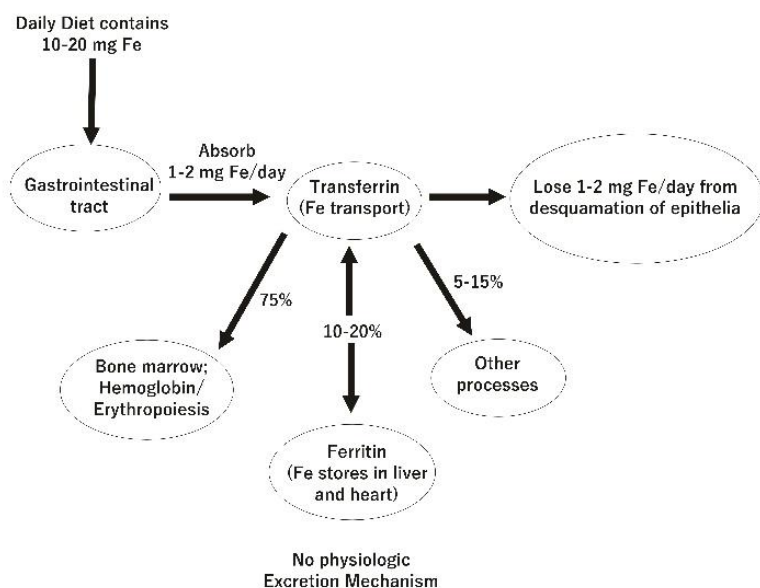 Daily Diet contains
10-20 mg Fe
Gastrointestinal
tract
Absorb
1-2 mg Fe/day
Transferrin
(Fe transport)
Lose 1-2 mg Fe/day from
desquamation of epithelia
75%
10-20%
5-15%
Bone marrow;
Hemoglobin/
Erythropoiesis
Other
processes
Ferritin
(Fe stores in liver
and heart)
No physiologic
Excretion Mechanism